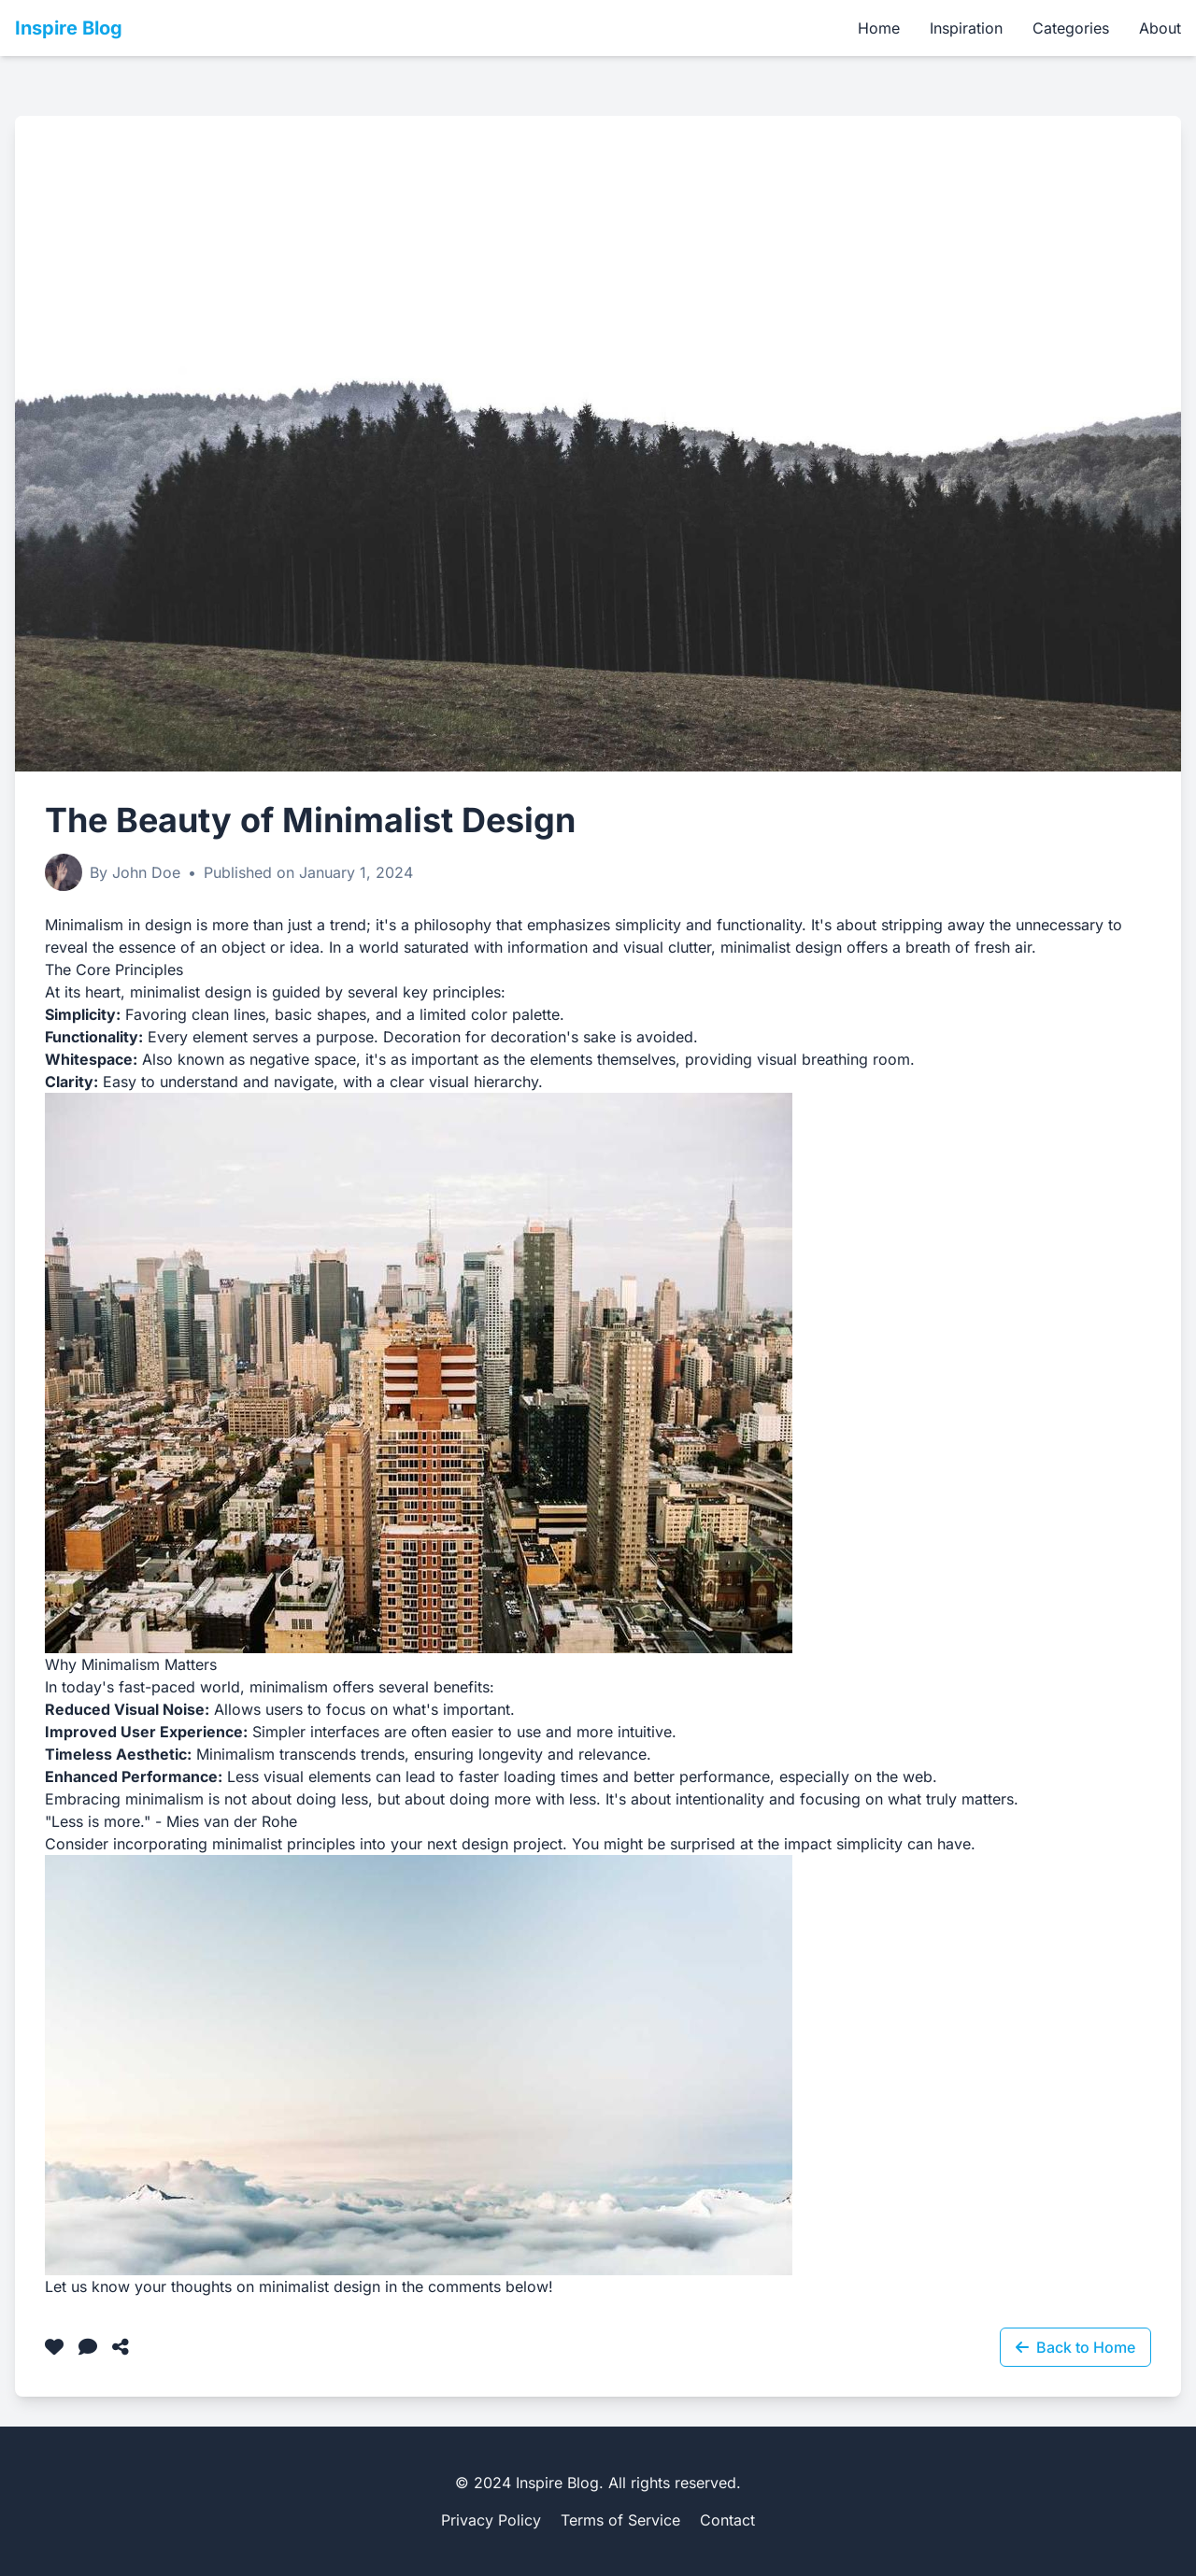 Inspire Blog
Home Inspiration Categories About
The Beauty of Minimalist Design
By John Doe • Published on January 1, 2024
Minimalism in design is more than just a trend; it's a philosophy that emphasizes simplicity and functionality. It's about stripping away the unnecessary to
reveal the essence of an object or idea. In a world saturated with information and visual clutter, minimalist design offers a breath of fresh air.
The Core Principles
At its heart, minimalist design is guided by several key principles:
Simplicity: Favoring clean lines, basic shapes, and a limited color palette.
Functionality: Every element serves a purpose. Decoration for decoration's sake is avoided.
Whitespace: Also known as negative space, it's as important as the elements themselves, providing visual breathing room.
Clarity: Easy to understand and navigate, with a clear visual hierarchy.
Why Minimalism Matters
In today's fast-paced world, minimalism offers several benefits:
Reduced Visual Noise: Allows users to focus on what's important.
Improved User Experience: Simpler interfaces are often easier to use and more intuitive.
Timeless Aesthetic: Minimalism transcends trends, ensuring longevity and relevance.
Enhanced Performance: Less visual elements can lead to faster loading times and better performance, especially on the web.
Embracing minimalism is not about doing less, but about doing more with less. It's about intentionality and focusing on what truly matters.
"Less is more." - Mies van der Rohe
Consider incorporating minimalist principles into your next design project. You might be surprised at the impact simplicity can have.
Let us know your thoughts on minimalist design in the comments below!
Back to Home
© 2024 Inspire Blog. All rights reserved.
Privacy Policy Terms of Service Contact